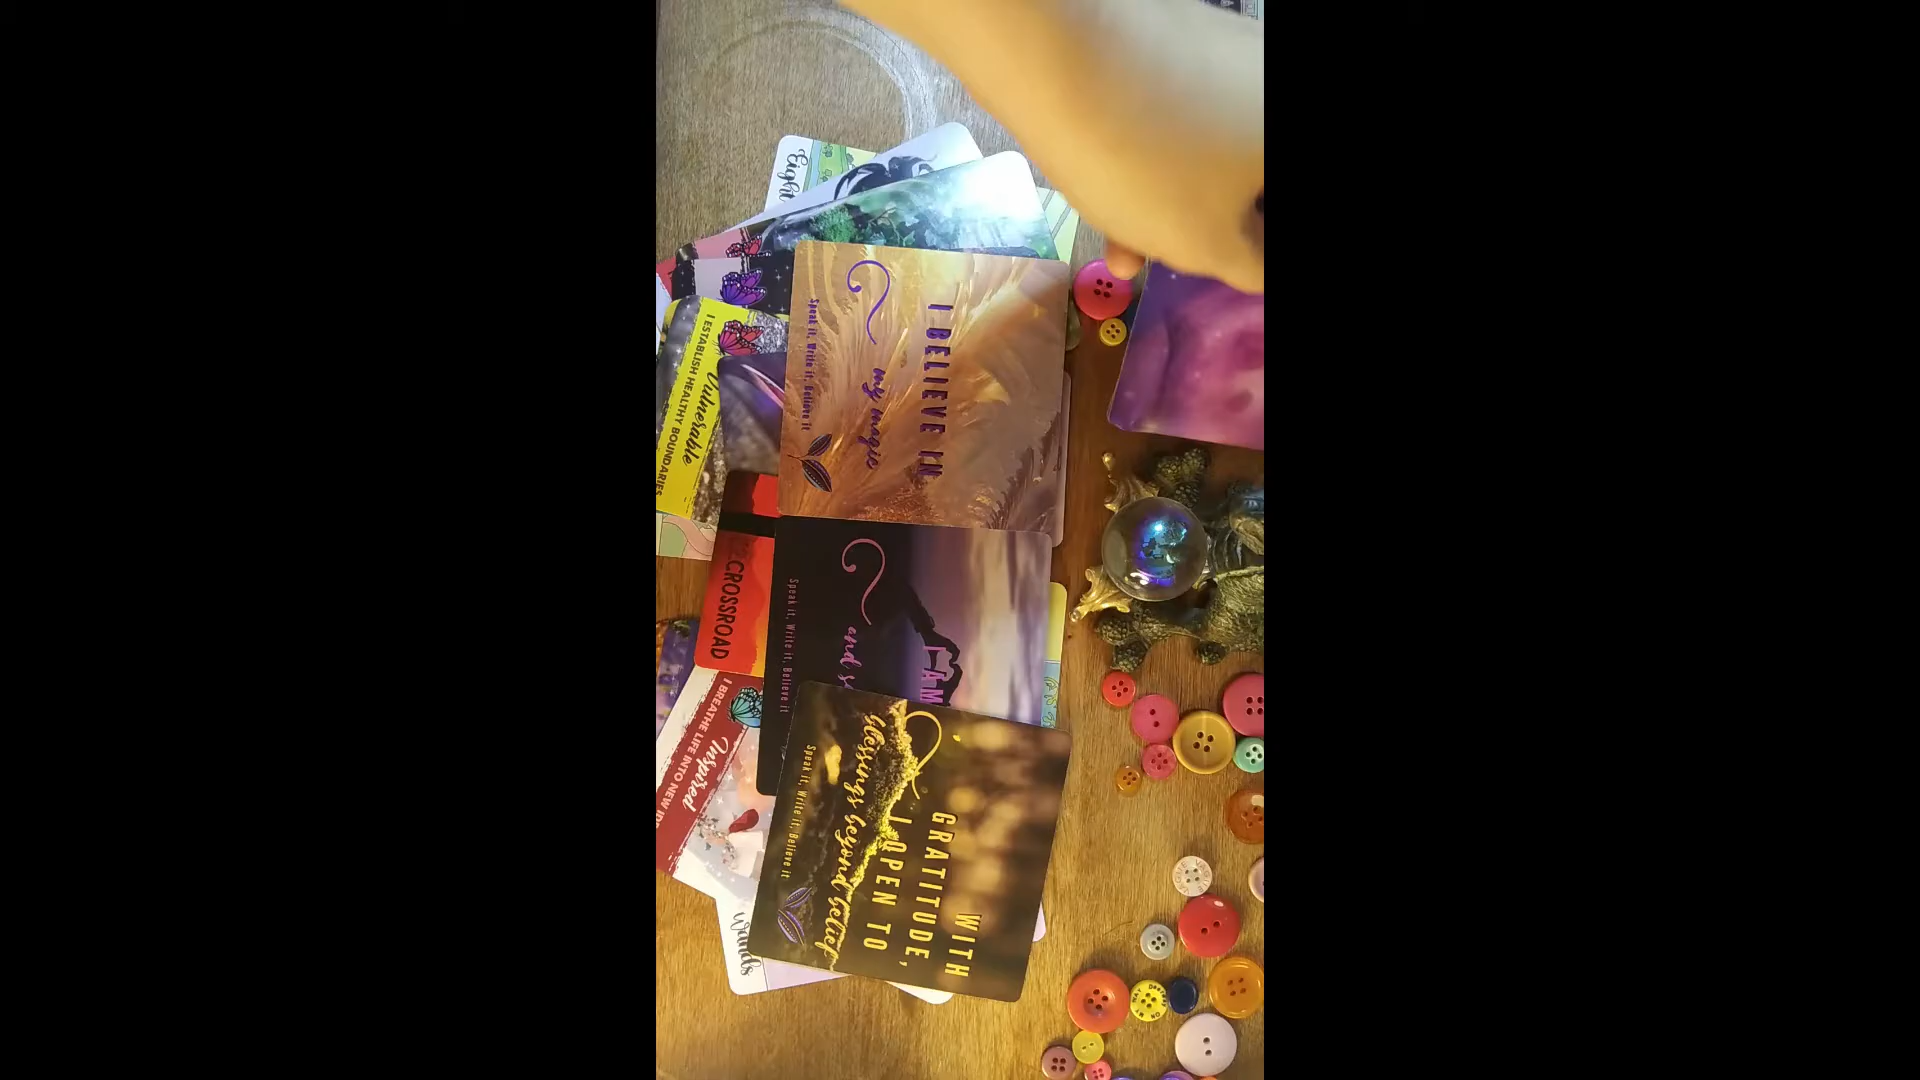 Eight
I BELIEVE IN
my magic
Speak it, Write it, Believe it
Vulnerable
I ESTABLISH HEALTHY BOUNDARIES
CROSSROAD
I AM
and
Speak it, Write it, Believe it
Inspired
I BREATHE LIFE INTO NEW
WITH
GRATITUDE,
I OPEN TO
blessings beyond belief
Speak it, Write it, Believe it
Wands